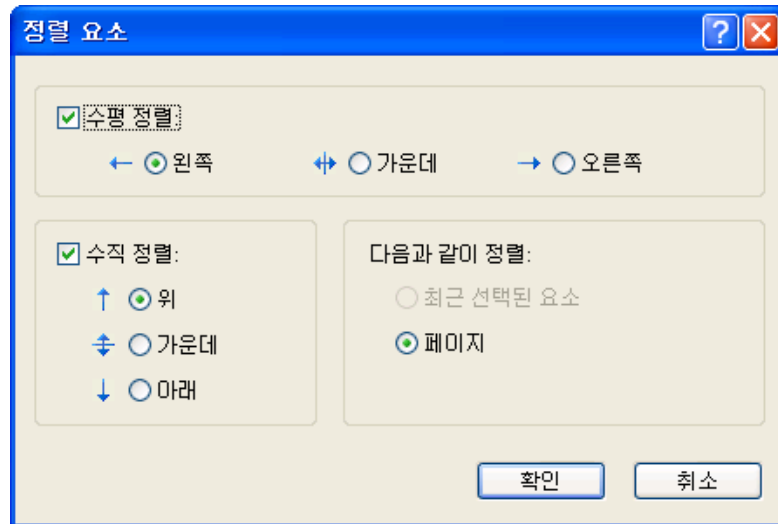 정렬 요소
수평 정렬:
왼쪽 가운데 오른쪽
수직 정렬:
위
가운데
아래
다음과 같이 정렬:
최근 선택된 요소
페이지
확인 취소